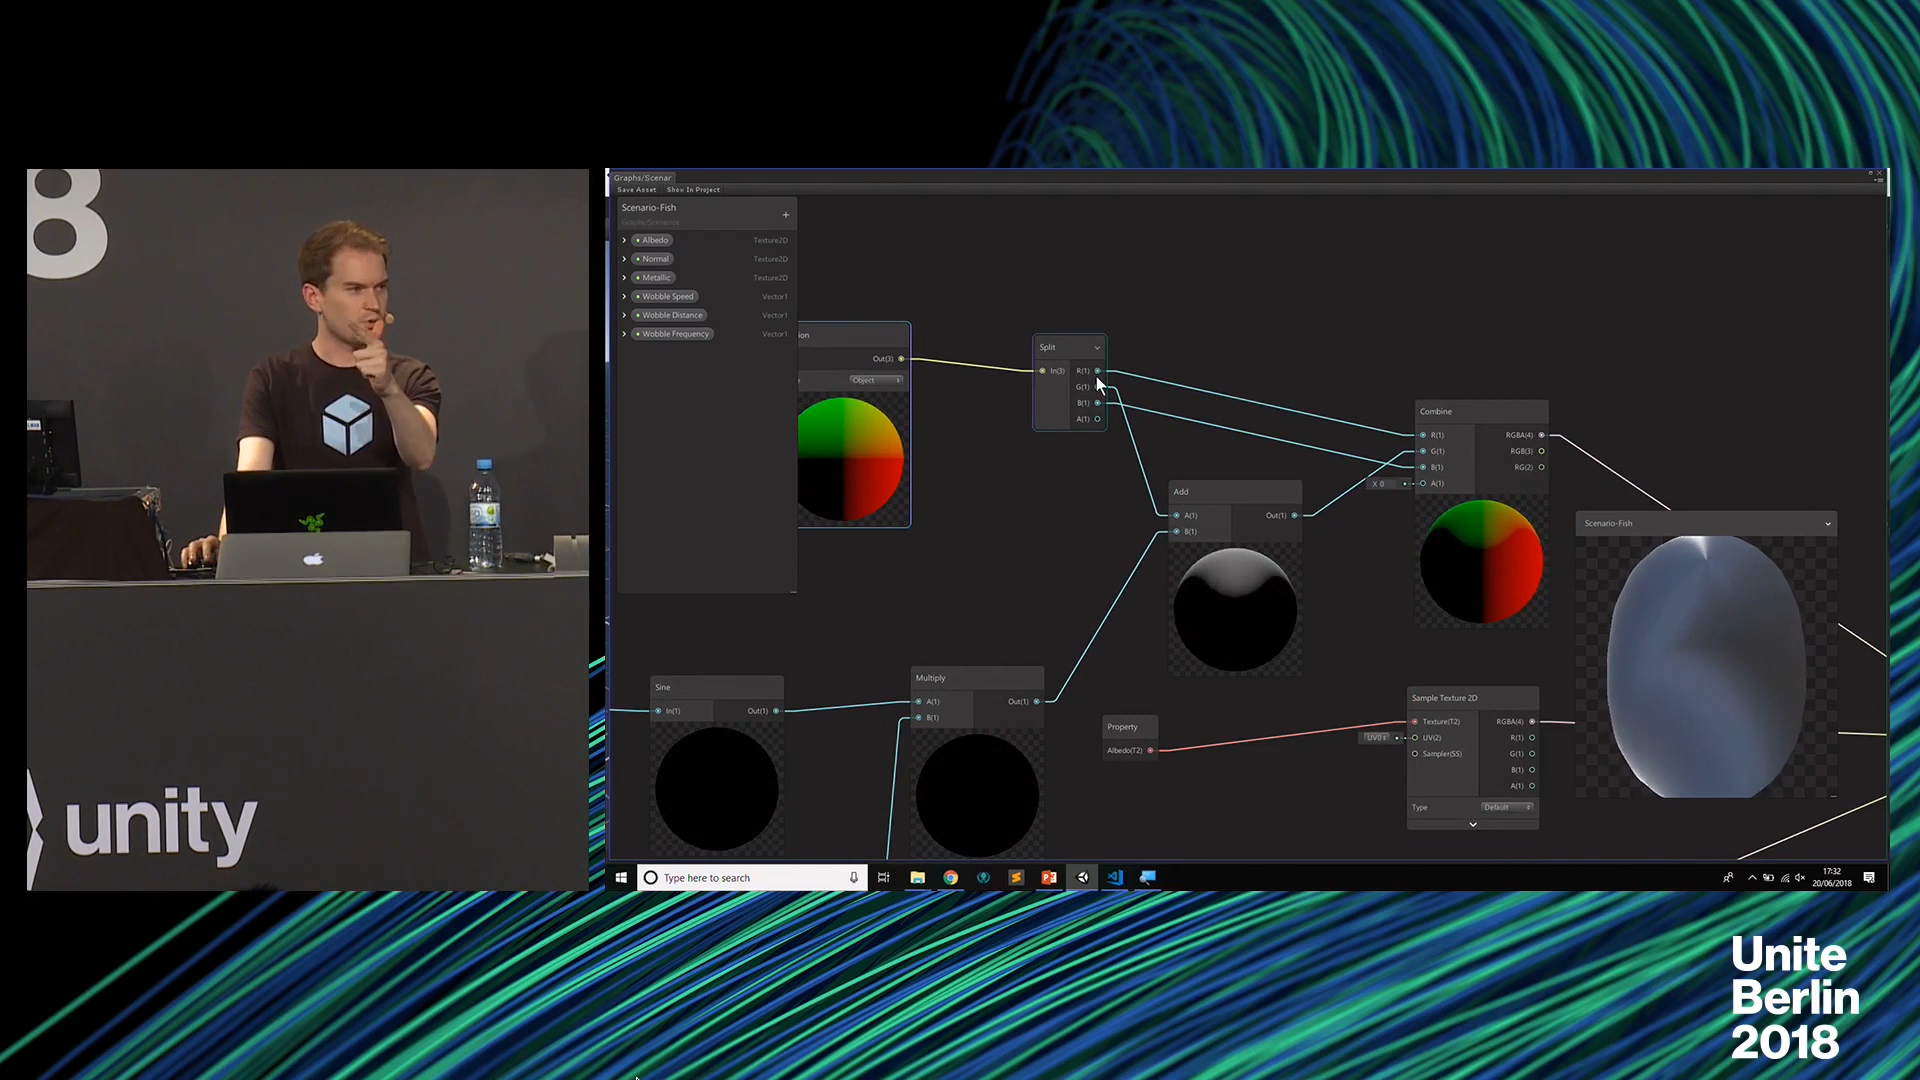 8
unity
Graphs/Scenar
Save Asset Show In Project
Scenario-Fish
Graphs/Scenarios
Albedo Texture2D
Normal Texture2D
Metallic Texture2D
Wobble Speed Vector1
Wobble Distance Vector1
Wobble Frequency Vector1
ion
Out(3)
Object
Split
In(3) R(1)
G(1)
B(1)
A(1)
Combine
R(1) RGBA(4)
G(1) RGB(3)
B(1) RG(2)
X 0 A(1)
Add
A(1) Out(1)
B(1)
Scenario-Fish
Sine
In(1) Out(1)
Multiply
A(1) Out(1)
B(1)
Property
Albedo(T2)
Sample Texture 2D
Texture(T2) RGBA(4)
UV0 UV(2) R(1)
Sampler(SS) G(1)
B(1)
A(1)
Type Default
Type here to search
17:32
20/06/2018
Unite
Berlin
2018